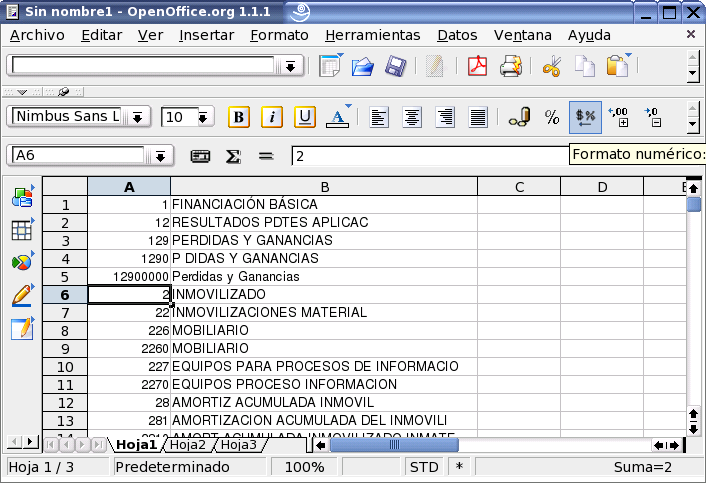 Sin nombre1 - OpenOffice.org 1.1.1
Archivo Editar Ver Insertar Formato Herramientas Datos Ventana Ayuda
Nimbus Sans L 10 B i U A % $% ,00 ,0
A6 Σ = 2
Formato numérico:
A B C D E
1 1 FINANCIACIÓN BÁSICA
2 12 RESULTADOS PDTES APLICAC
3 129 PERDIDAS Y GANANCIAS
4 1290 P DIDAS Y GANANCIAS
5 12900000 Perdidas y Ganancias
6 2 INMOVILIZADO
7 22 INMOVILIZACIONES MATERIAL
8 226 MOBILIARIO
9 2260 MOBILIARIO
10 227 EQUIPOS PARA PROCESOS DE INFORMACIO
11 2270 EQUIPOS PROCESO INFORMACION
12 28 AMORTIZ ACUMULADA INMOVIL
13 281 AMORTIZACION ACUMULADA DEL INMOVILI
14 AMORT ACUMULADA INMOVILIZADO INMATE
Hoja1 Hoja2 Hoja3
Hoja 1 / 3 Predeterminado 100% STD * Suma=2